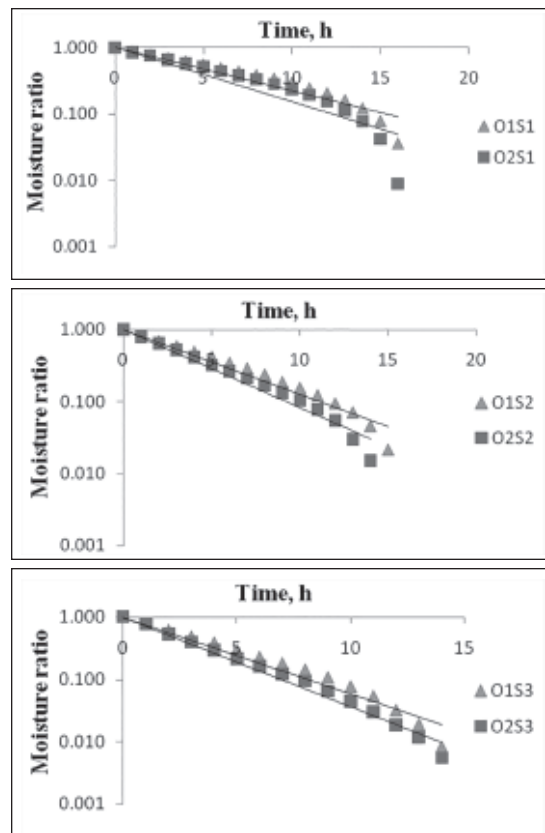 Time, h
1.000
0 5 10 15 20
0.100
0.010
0.001
Moisture ratio
O1S1
O2S1
Time, h
1.000
0 5 10 15 20
0.100
0.010
0.001
Moisture ratio
O1S2
O2S2
Time, h
1.000
0 5 10 15
0.100
0.010
0.001
Moisture ratio
O1S3
O2S3